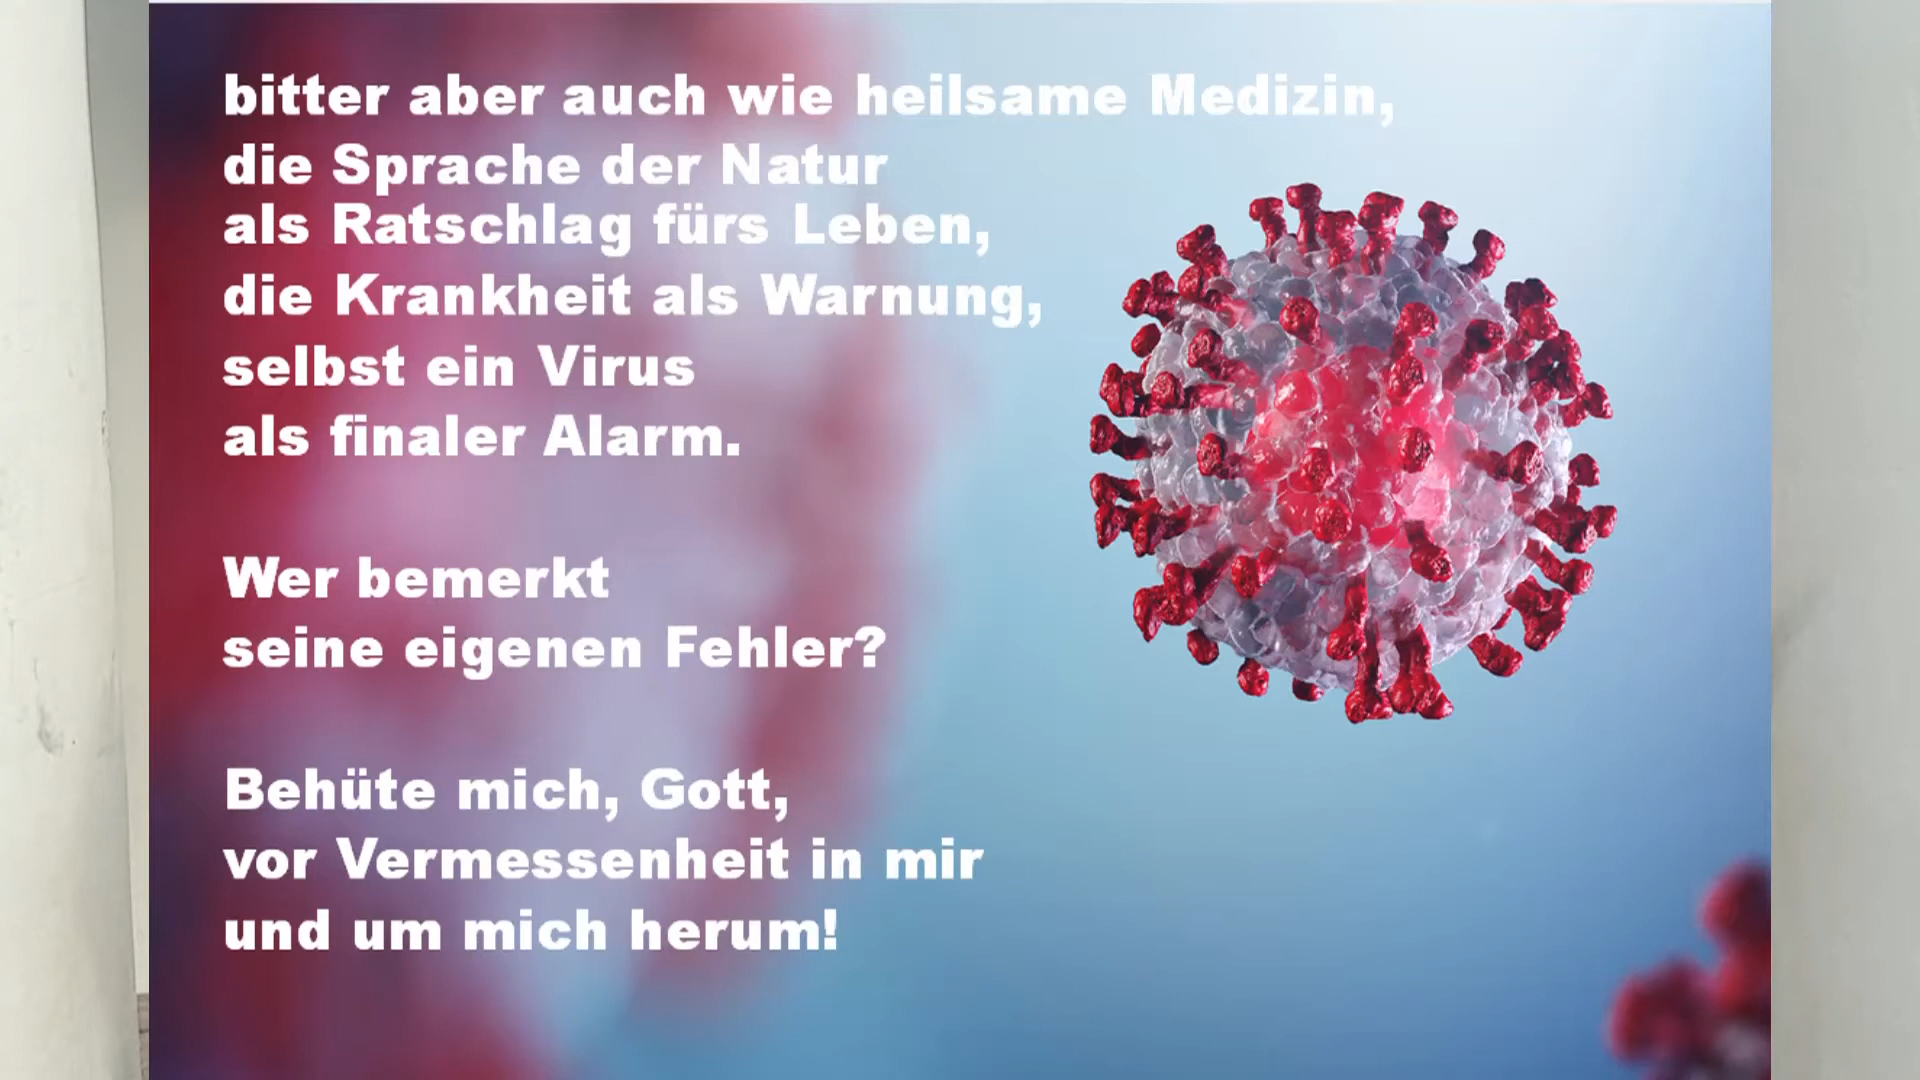 bitter aber auch wie heilsame Medizin,
die Sprache der Natur
als Ratschlag fürs Leben,
die Krankheit als Warnung,
selbst ein Virus
als finaler Alarm.
Wer bemerkt
seine eigenen Fehler?
Behüte mich, Gott,
vor Vermessenheit in mir
und um mich herum!